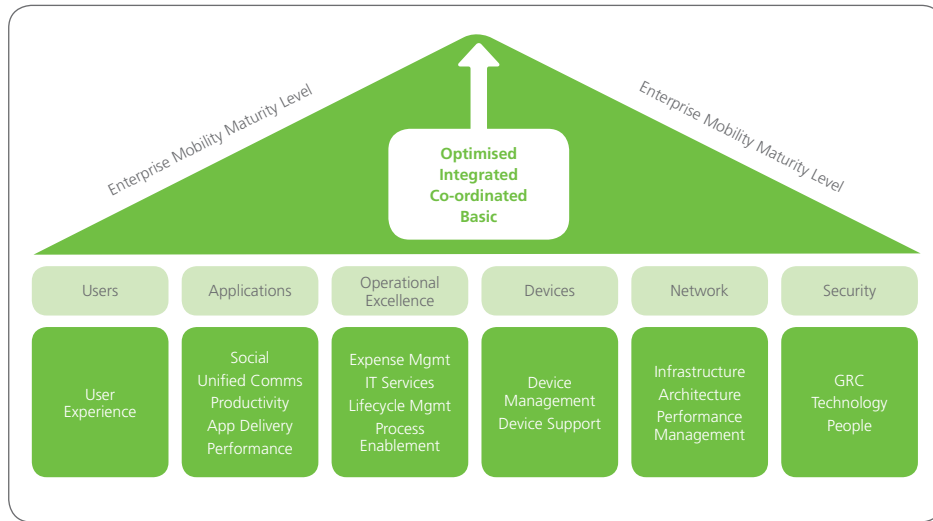 Enterprise Mobility Maturity Level
Enterprise Mobility Maturity Level
Optimised
Integrated
Co-ordinated
Basic
Users
Applications
Operational
Excellence
Devices
Network
Security
User
Experience
Social
Unified Comms
Productivity
App Delivery
Performance
Expense Mgmt
IT Services
Lifecycle Mgmt
Process
Enablement
Device
Management
Device Support
Infrastructure
Architecture
Performance
Management
GRC
Technology
People